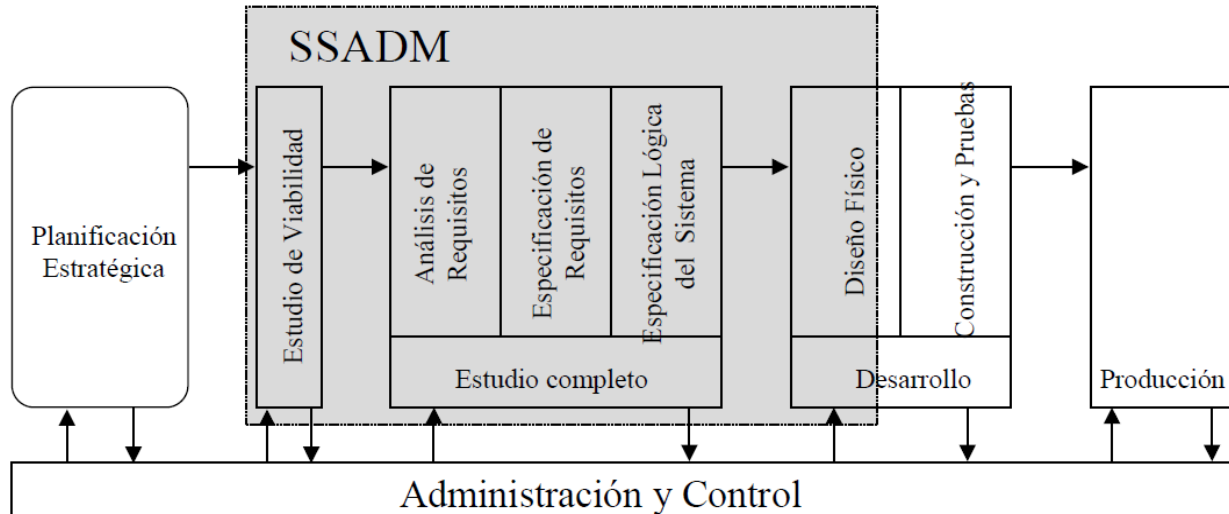 SSADM
Planificación
Estratégica
Estudio de Viabilidad
Análisis de
Requisitos
Especificación de
Requisitos
Especificación Lógica
del Sistema
Estudio completo
Diseño Físico
Construcción y Pruebas
Desarrollo
Producción
Administración y Control